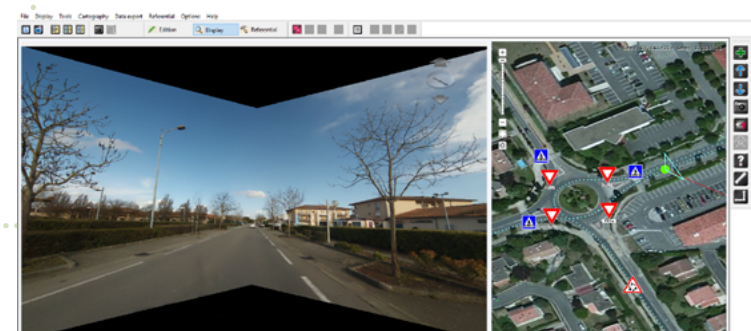 File Display Tools Cartography Data export Referential Options Help
Edition Display Referential